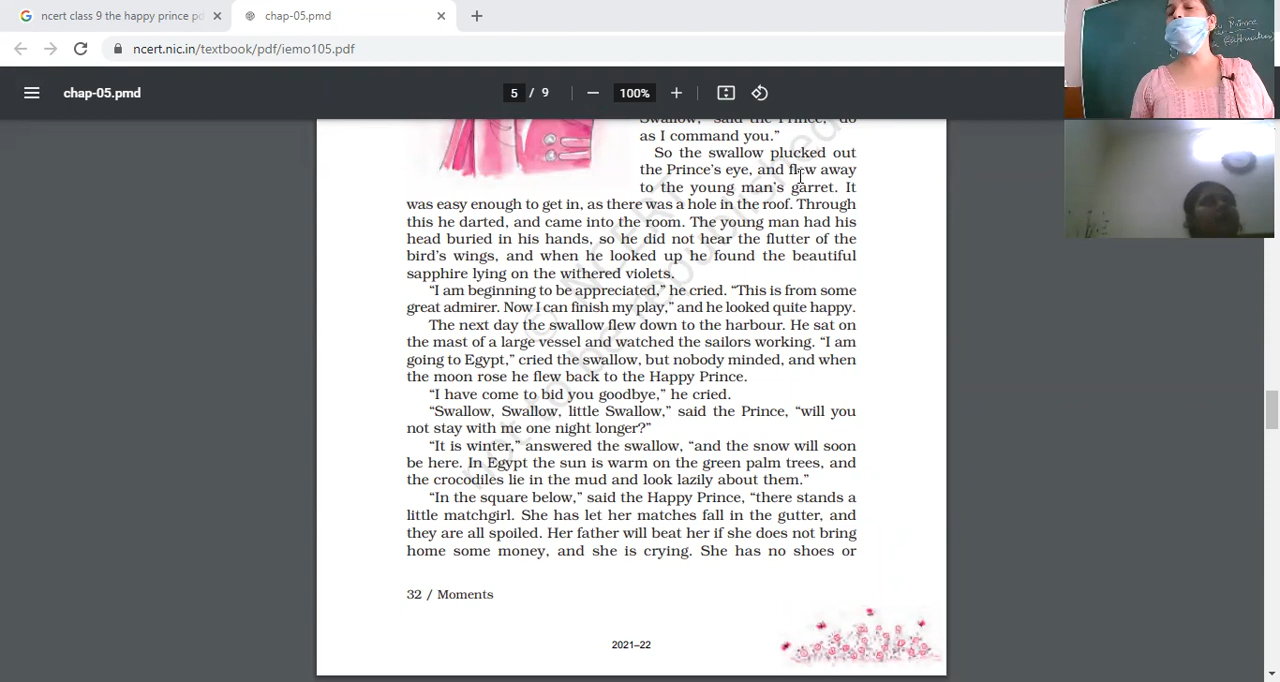 ncert class 9 the happy prince pd
chap-05.pmd
ncert.nic.in/textbook/pdf/iemo105.pdf
chap-05.pmd
5 / 9
100%
Swallow,” said the Prince, “do
as I command you.”
So the swallow plucked out
the Prince’s eye, and flew away
to the young man’s garret. It
was easy enough to get in, as there was a hole in the roof. Through
this he darted, and came into the room. The young man had his
head buried in his hands, so he did not hear the flutter of the
bird’s wings, and when he looked up he found the beautiful
sapphire lying on the withered violets.
“I am beginning to be appreciated,” he cried. “This is from some
great admirer. Now I can finish my play,” and he looked quite happy.
The next day the swallow flew down to the harbour. He sat on
the mast of a large vessel and watched the sailors working. “I am
going to Egypt,” cried the swallow, but nobody minded, and when
the moon rose he flew back to the Happy Prince.
“I have come to bid you goodbye,” he cried.
“Swallow, Swallow, little Swallow,” said the Prince, “will you
not stay with me one night longer?”
“It is winter,” answered the swallow, “and the snow will soon
be here. In Egypt the sun is warm on the green palm trees, and
the crocodiles lie in the mud and look lazily about them.”
“In the square below,” said the Happy Prince, “there stands a
little matchgirl. She has let her matches fall in the gutter, and
they are all spoiled. Her father will beat her if she does not bring
home some money, and she is crying. She has no shoes or
32 / Moments
2021–22
© NCERT
not to be republished
Prince